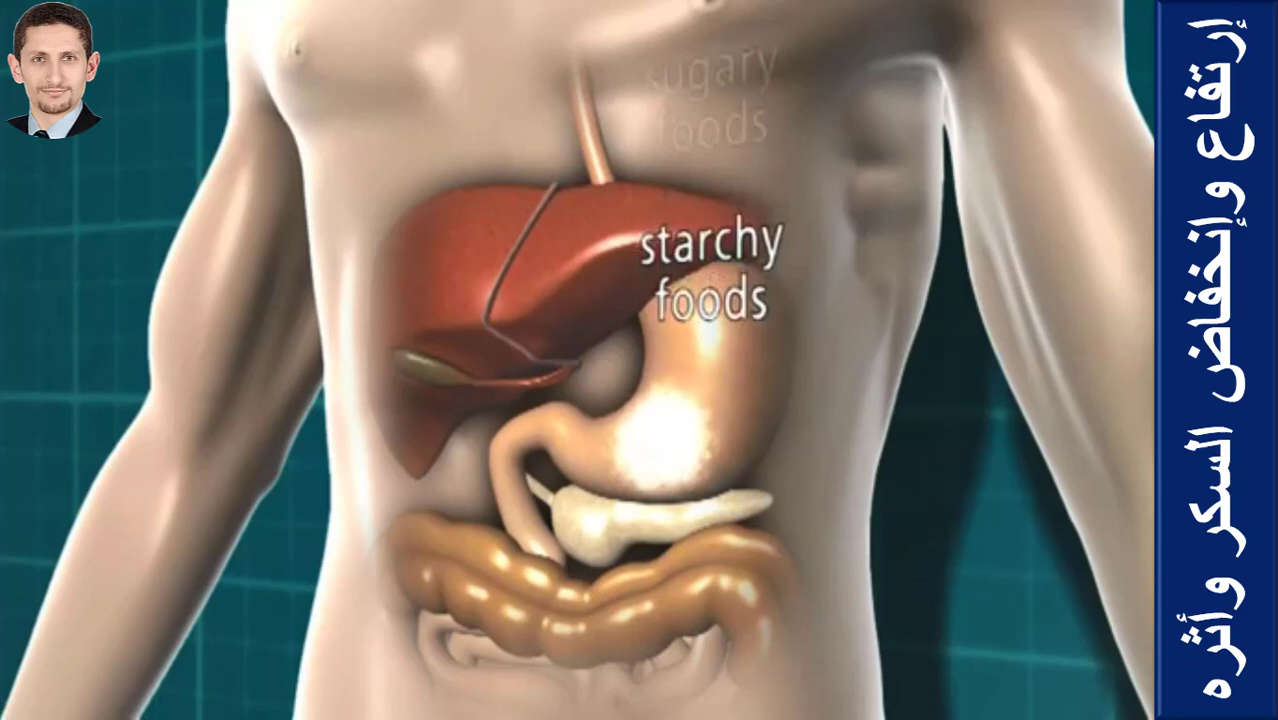 sugary
foods
starchy
foods
إرتفاع وإنخفاض السكر وأثره